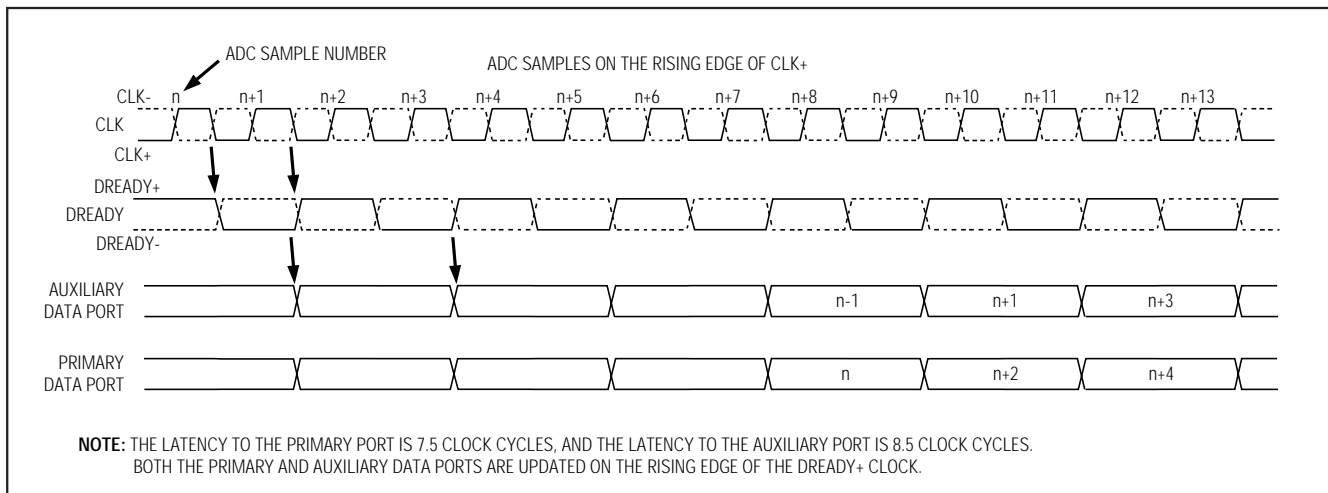 ADC SAMPLE NUMBER
ADC SAMPLES ON THE RISING EDGE OF CLK+
CLK- n n+1 n+2 n+3 n+4 n+5 n+6 n+7 n+8 n+9 n+10 n+11 n+12 n+13
CLK
CLK+
DREADY+
DREADY
DREADY-
AUXILIARY
DATA PORT n-1 n+1 n+3
PRIMARY
DATA PORT n n+2 n+4
NOTE: THE LATENCY TO THE PRIMARY PORT IS 7.5 CLOCK CYCLES, AND THE LATENCY TO THE AUXILIARY PORT IS 8.5 CLOCK CYCLES.
BOTH THE PRIMARY AND AUXILIARY DATA PORTS ARE UPDATED ON THE RISING EDGE OF THE DREADY+ CLOCK.